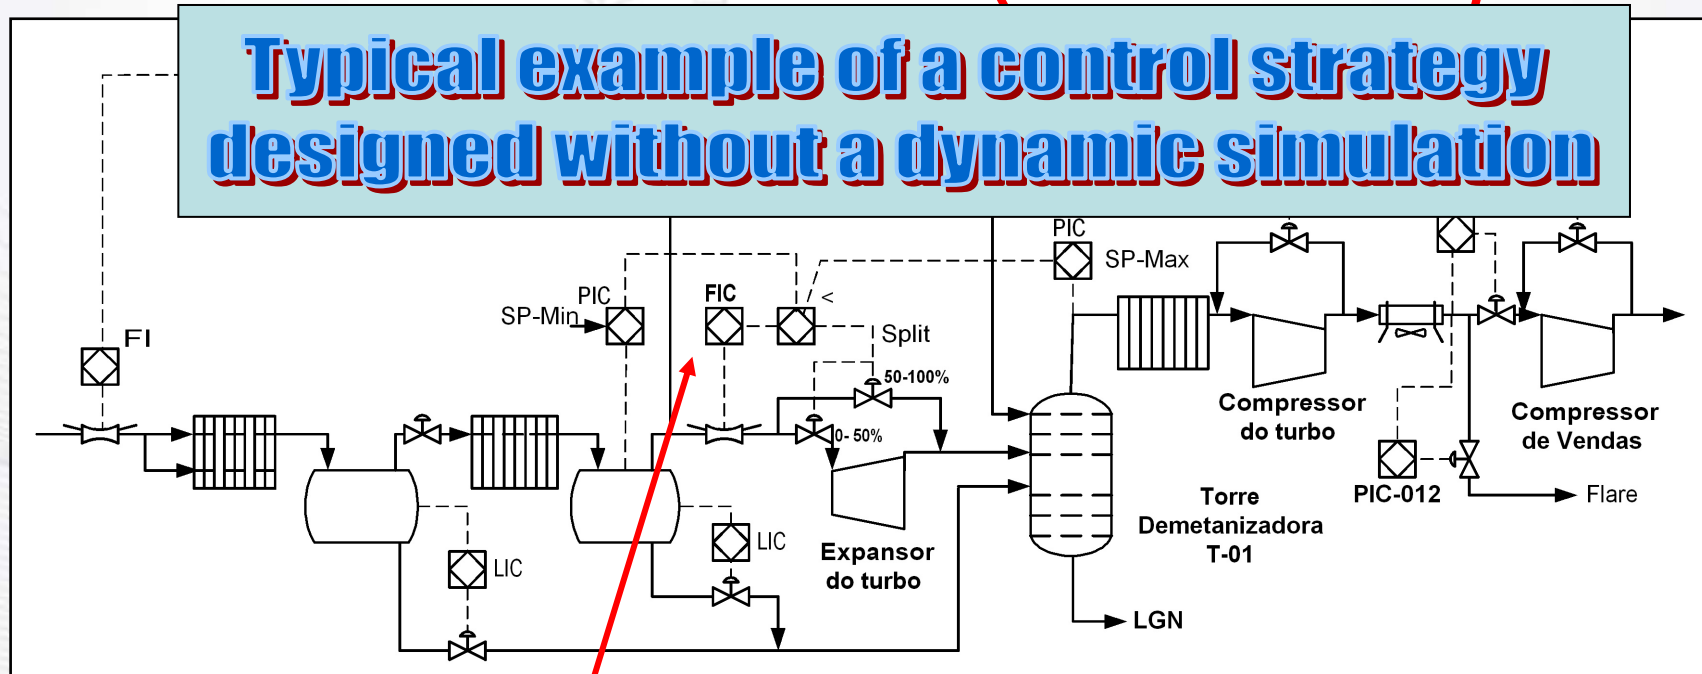 Typical example of a control strategy
designed without a dynamic simulation
PIC
SP-Max
PIC
FIC
<
SP-Min
Split
FI
50-100%
0- 50%
Compressor
do turbo
Compressor
de Vendas
PIC-012
Flare
Torre
Demetanizadora
T-01
LIC
Expansor
do turbo
LIC
LGN